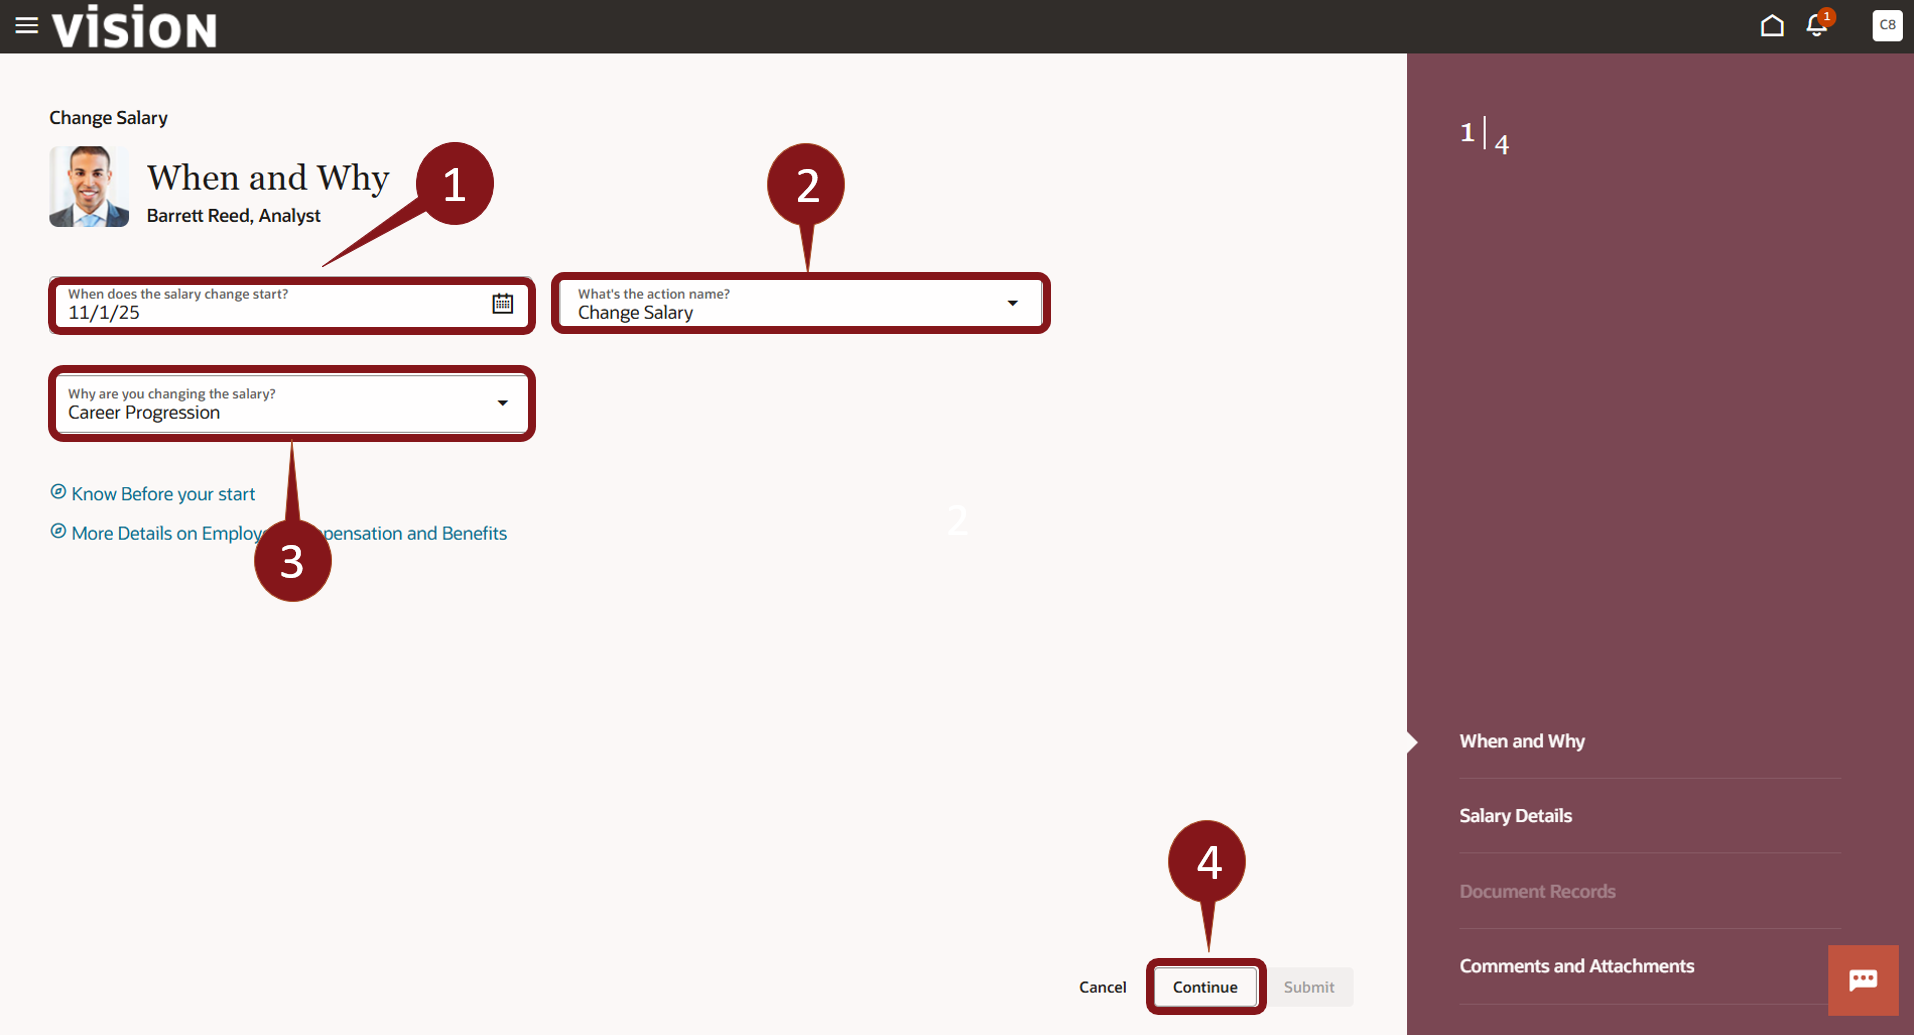 vision
1
C8
Change Salary
When and Why
Barrett Reed, Analyst
1
2
When does the salary change start?
11/1/25
What's the action name?
Change Salary
Why are you changing the salary?
Career Progression
Know Before your start
More Details on Employ pensation and Benefits
3
2
4
Cancel
Continue
Submit
1
4
When and Why
Salary Details
Document Records
Comments and Attachments